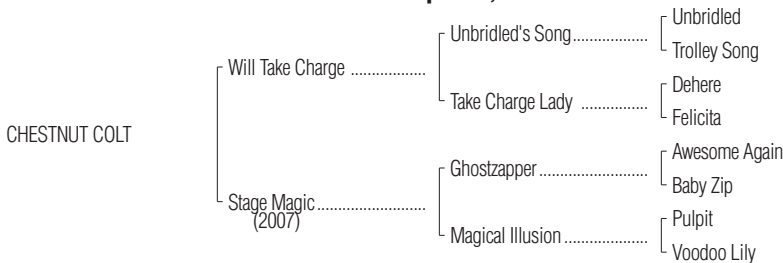 Unbridled
Unbridled's Song
Trolley Song
Will Take Charge
Dehere
Take Charge Lady
Felicita
CHESTNUT COLT
Awesome Again
Ghostzapper
Baby Zip
Stage Magic
(2007)
Pulpit
Magical Illusion
Voodoo Lily